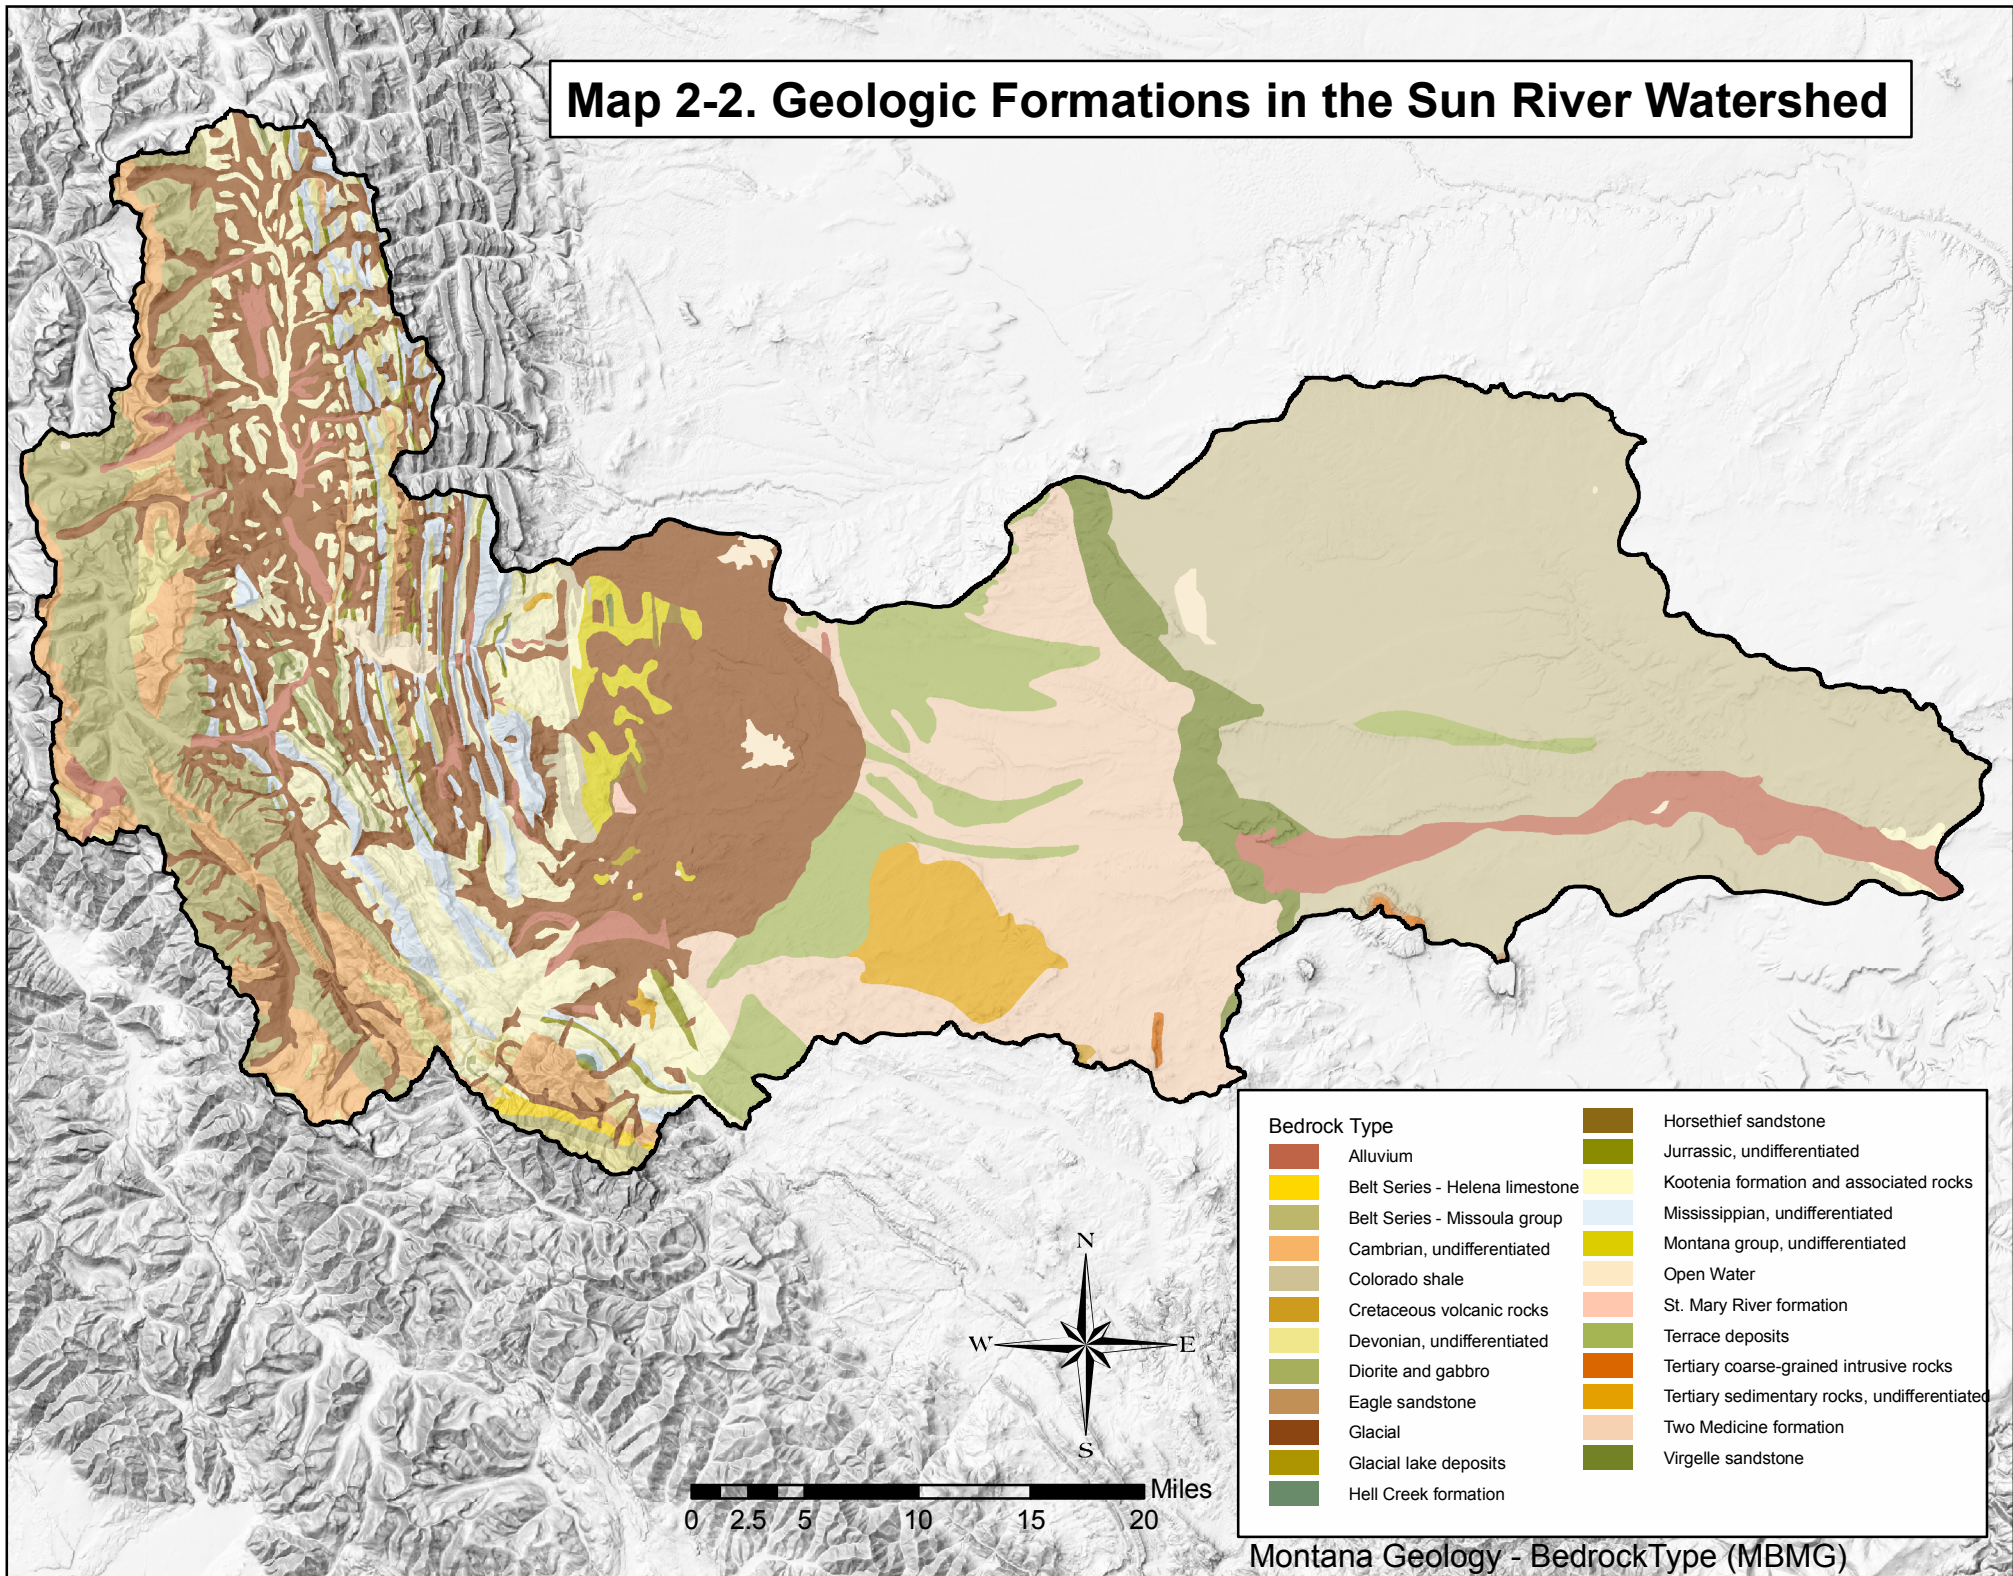 Map 2-2. Geologic Formations in the Sun River Watershed
Bedrock Type
Alluvium
Belt Series - Helena limestone
Belt Series - Missoula group
Cambrian, undifferentiated
Colorado shale
Cretaceous volcanic rocks
Devonian, undifferentiated
Diorite and gabbro
Eagle sandstone
Glacial
Glacial lake deposits
Hell Creek formation
Horsethief sandstone
Jurrassic, undifferentiated
Kootenia formation and associated rocks
Mississippian, undifferentiated
Montana group, undifferentiated
Open Water
St. Mary River formation
Terrace deposits
Tertiary coarse-grained intrusive rocks
Tertiary sedimentary rocks, undifferentiated
Two Medicine formation
Virgelle sandstone
N
W E
S
Miles
0 2.5 5 10 15 20
Montana Geology - BedrockType (MBMG)